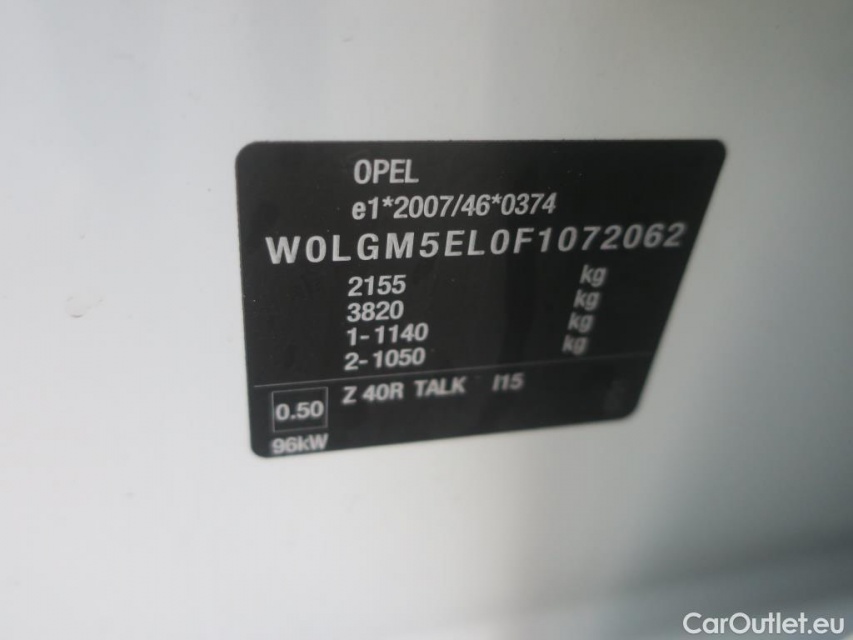 OPEL
e1*2007/46*0374
W0LGM5EL0F1072062
2155 kg
3820 kg
1-1140 kg
2-1050 kg
0.50 Z 40R TALK I15
96kW
CarOutlet.eu